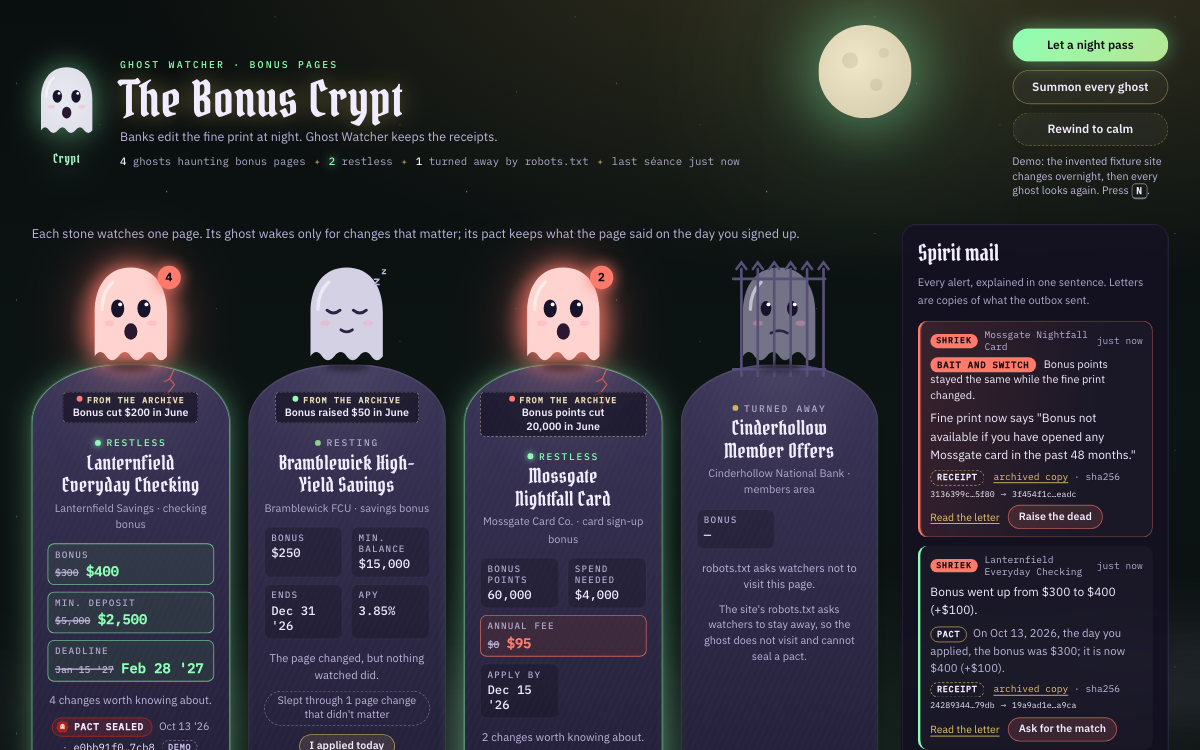 GHOST WATCHER · BONUS PAGES
The Bonus Crypt
Banks edit the fine print at night. Ghost Watcher keeps the receipts.
4 ghosts haunting bonus pages ✦ 2 restless ✦ 1 turned away by robots.txt ✦ last séance just now
Crypt
Let a night pass
Summon every ghost
Rewind to calm
Demo: the invented fixture site
changes overnight, then every
ghost looks again. Press N.
Each stone watches one page. Its ghost wakes only for changes that matter; its pact keeps what the page said on the day you signed up.
4
FROM THE ARCHIVE
Bonus cut $200 in June
RESTLESS
Lanternfield
Everyday Checking
Lanternfield Savings · checking
bonus
BONUS
$300 $400
MIN. DEPOSIT
$5,000 $2,500
DEADLINE
Jan 15 '27 Feb 28 '27
4 changes worth knowing about.
PACT SEALED Oct 13 '26
· e0bb91f0…7cb8 DEMO
z
z
FROM THE ARCHIVE
Bonus raised $50 in June
RESTING
Bramblewick High-
Yield Savings
Bramblewick FCU · savings bonus
BONUS
$250
MIN.
BALANCE
$15,000
ENDS
Dec 31
'26
APY
3.85%
The page changed, but nothing
watched did.
Slept through 1 page change
that didn't matter
I applied today
2
FROM THE ARCHIVE
Bonus points cut
20,000 in June
RESTLESS
Mossgate
Nightfall Card
Mossgate Card Co. · card sign-up
bonus
BONUS
POINTS
60,000
SPEND
NEEDED
$4,000
ANNUAL FEE
$0 $95
APPLY BY
Dec 15
'26
2 changes worth knowing about.
TURNED AWAY
Cinderhollow
Member Offers
Cinderhollow National Bank ·
members area
BONUS
—
robots.txt asks watchers not to
visit this page.
The site's robots.txt asks
watchers to stay away, so the
ghost does not visit and cannot
seal a pact.
Spirit mail
Every alert, explained in one sentence. Letters
are copies of what the outbox sent.
SHRIEK Mossgate Nightfall
Card just now
BAIT AND SWITCH Bonus points
stayed the same while the fine print
changed.
Fine print now says "Bonus not
available if you have opened any
Mossgate card in the past 48 months."
RECEIPT archived copy · sha256
3136399c…5f80 → 3f454f1c…eadc
Read the letter Raise the dead
SHRIEK Lanternfield
Everyday Checking just now
Bonus went up from $300 to $400
(+$100).
PACT On Oct 13, 2026, the day you
applied, the bonus was $300; it is now
$400 (+$100).
RECEIPT archived copy · sha256
24289344…79db → 19a9ad1e…a9ca
Read the letter Ask for the match